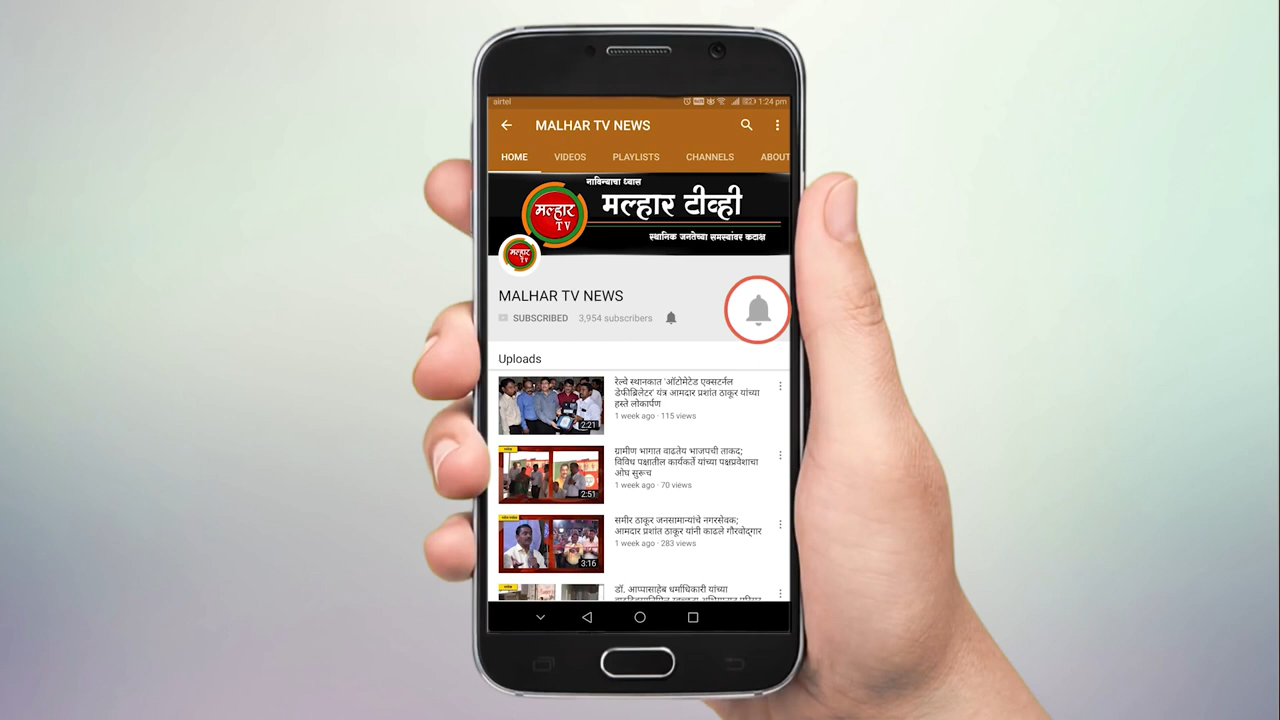 airtel
1:24 pm
MALHAR TV NEWS
HOME VIDEOS PLAYLISTS CHANNELS ABOUT
नाविन्याचा ध्यास
मल्हार टीव्ही
स्थानिक जनतेच्या समस्यांवर कटाक्ष
मल्हार
TV
मल्हार
TV
MALHAR TV NEWS
SUBSCRIBED 3,954 subscribers
Uploads
रेल्वे स्थानकात 'ऑटोमेटेड एक्सटर्नल
डेफीब्रिलेटर' यंत्र आमदार प्रशांत ठाकूर यांच्या
हस्ते लोकार्पण
1 week ago · 115 views
2:21
ग्रामीण भागात वाढतेय भाजपची ताकद;
विविध पक्षातील कार्यकर्ते यांच्या पक्षप्रवेशाचा
ओघ सुरूच
1 week ago · 70 views
2:51
समीर ठाकूर जनसामान्यांचे नगरसेवक;
आमदार प्रशांत ठाकूर यांनी काढले गौरवोद्गार
1 week ago · 283 views
3:16
डॉ. आप्पासाहेब धर्माधिकारी यांच्या